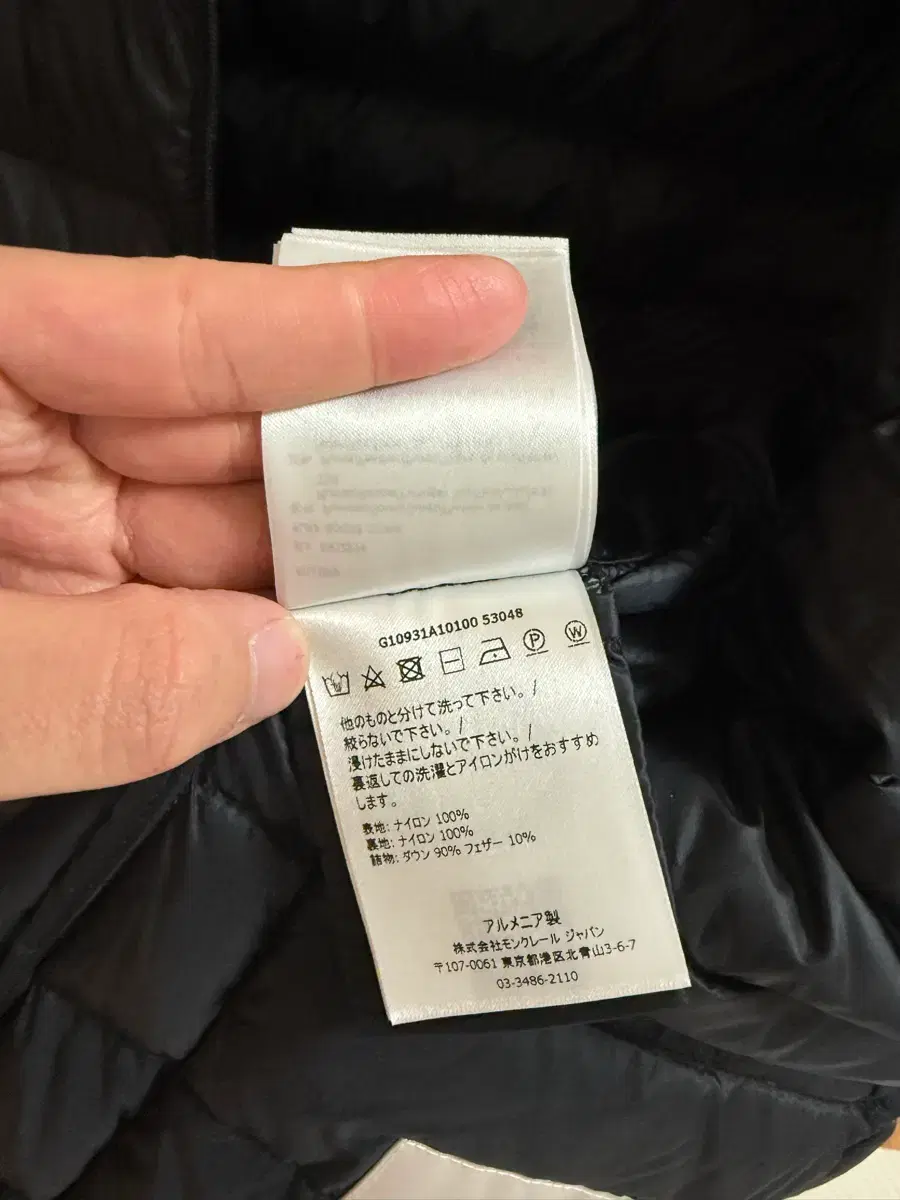 G10931A10100 53048
P W
他のものと分けて洗って下さい。/
絞らないで下さい。/
浸けたままにしないで下さい。/
裏返しての洗濯とアイロンがけをおすすめ
します。
表地: ナイロン 100%
裏地: ナイロン 100%
詰物: ダウン 90% フェザー 10%
アルメニア製
株式会社モンクレール ジャパン
〒107-0061 東京都港区北青山3-6-7
03-3486-2110